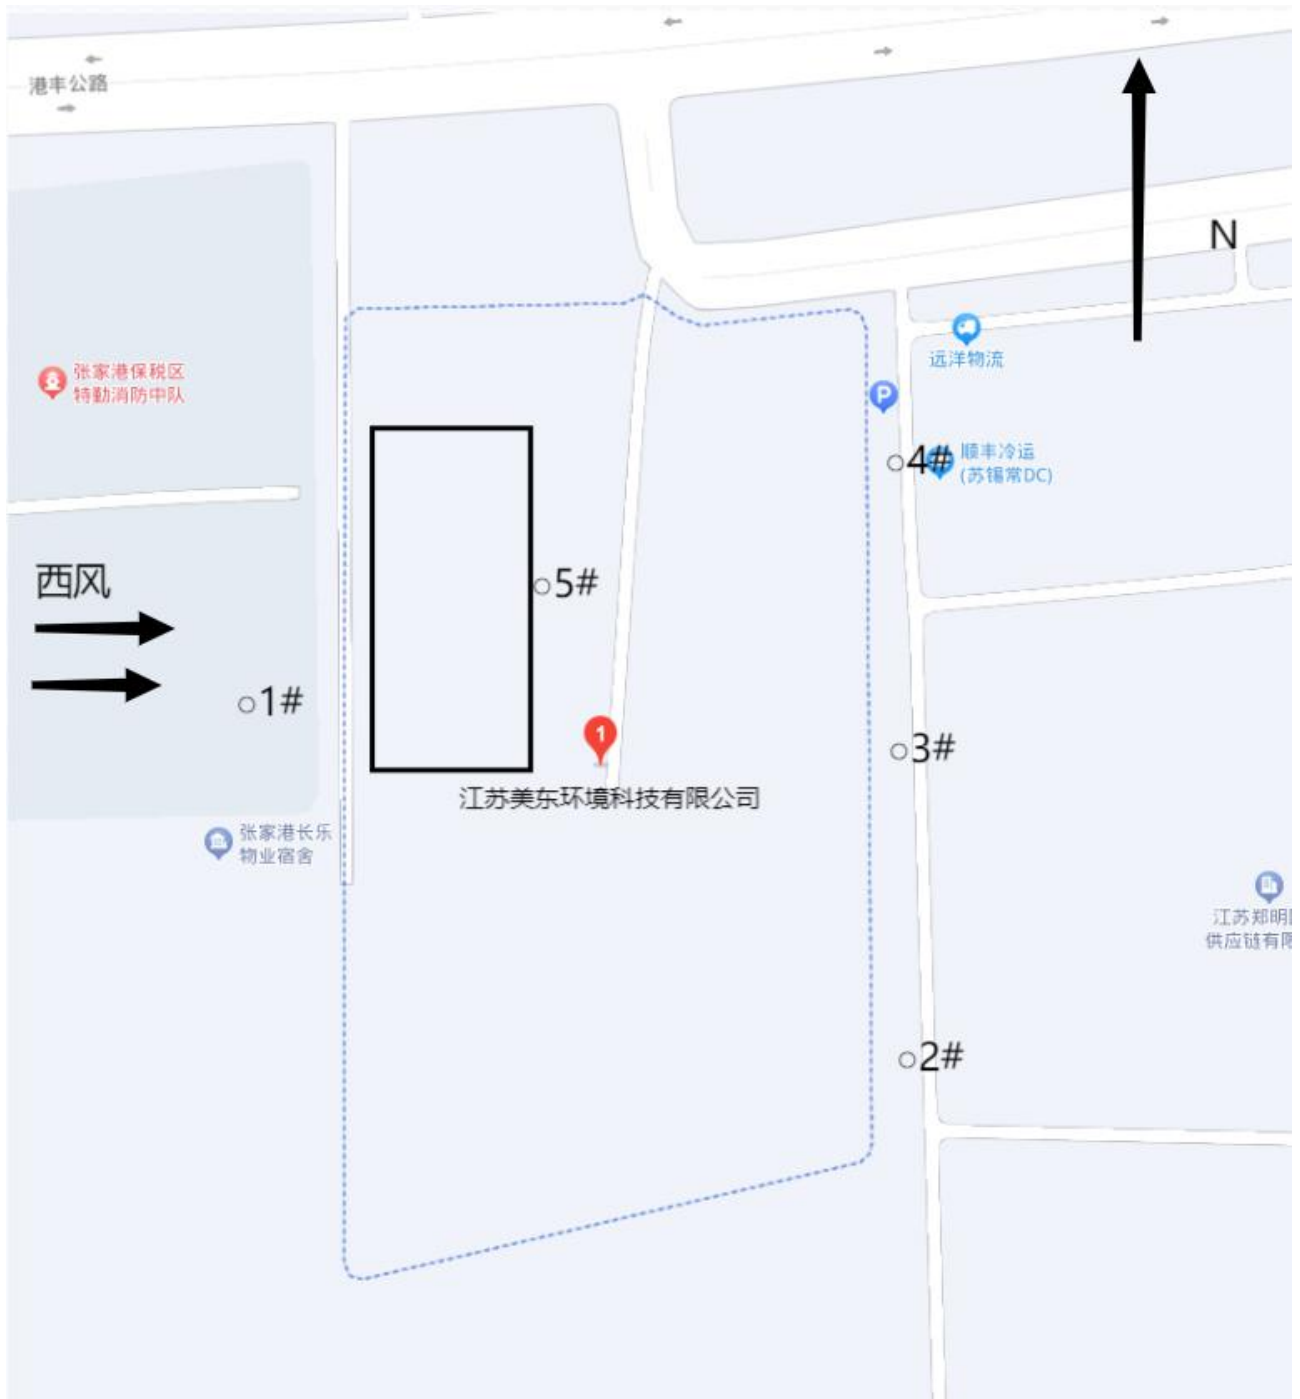 港丰公路
N
远洋物流
张家港保税区
特勤消防中队
P
4#
顺丰冷运
(苏锡常DC)
西风
5#
1#
1
3#
江苏美东环境科技有限公司
张家港长乐
物业宿舍
江苏郑明
供应链有限
2#